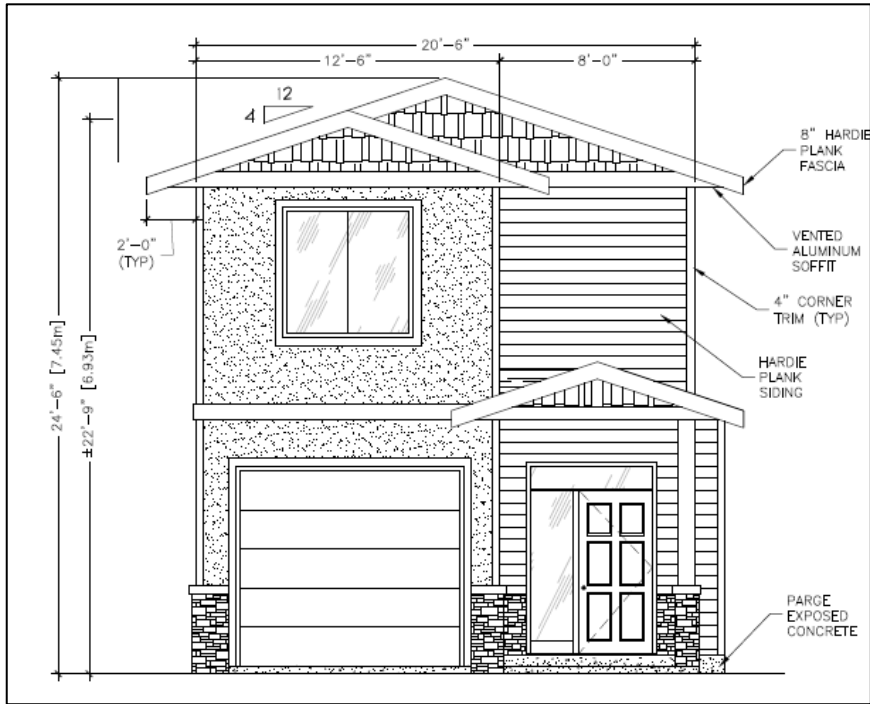 20'-6"
12'-6"
8'-0"
12
4
8" HARDIE
PLANK
FASCIA
2'-0"
(TYP)
VENTED
ALUMINUM
SOFFIT
4" CORNER
TRIM (TYP)
HARDIE
PLANK
SIDING
24'-6" [7.45m]
±22'-9" [6.93m]
PARGE
EXPOSED
CONCRETE